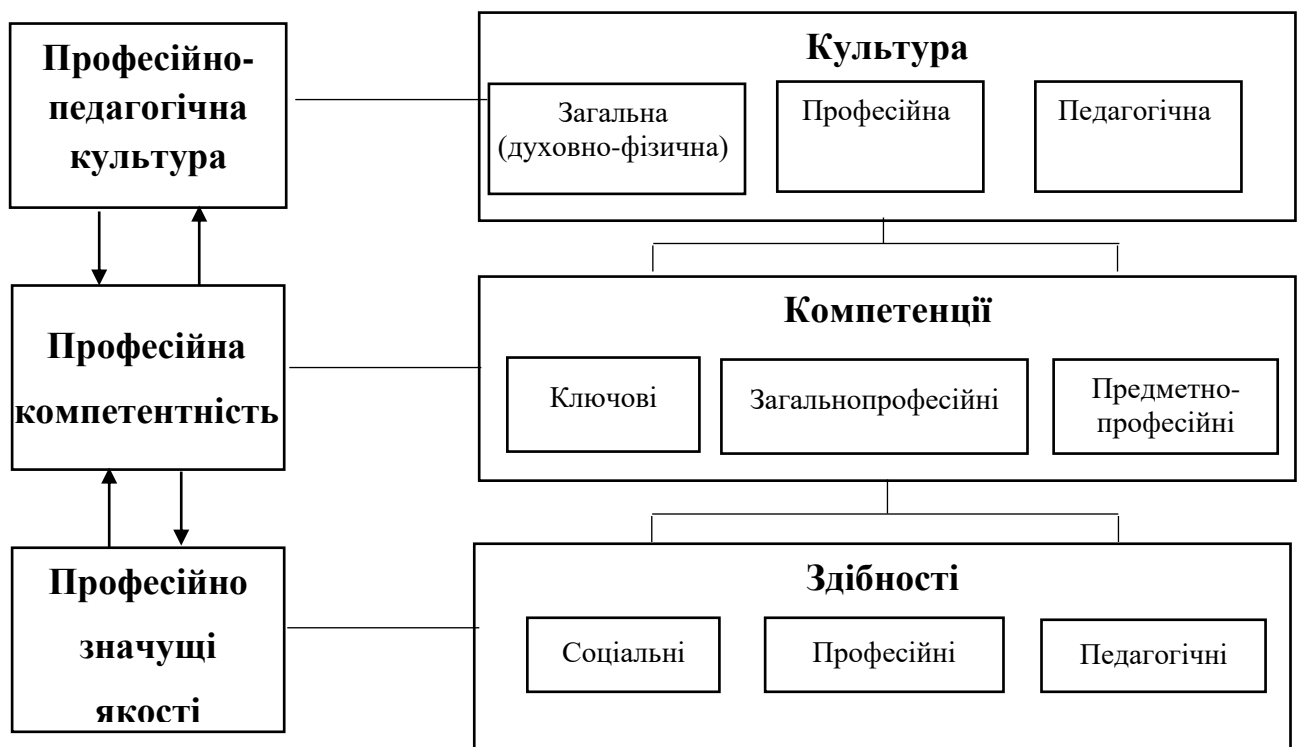 Професійно-
педагогічна
культура
Культура
Загальна
(духовно-фізична)
Професійна
Педагогічна
Професійна
компетентність
Компетенції
Ключові
Загальнопрофесійні
Предметно-
професійні
Професійно
значущі
якості
Здібності
Соціальні
Професійні
Педагогічні